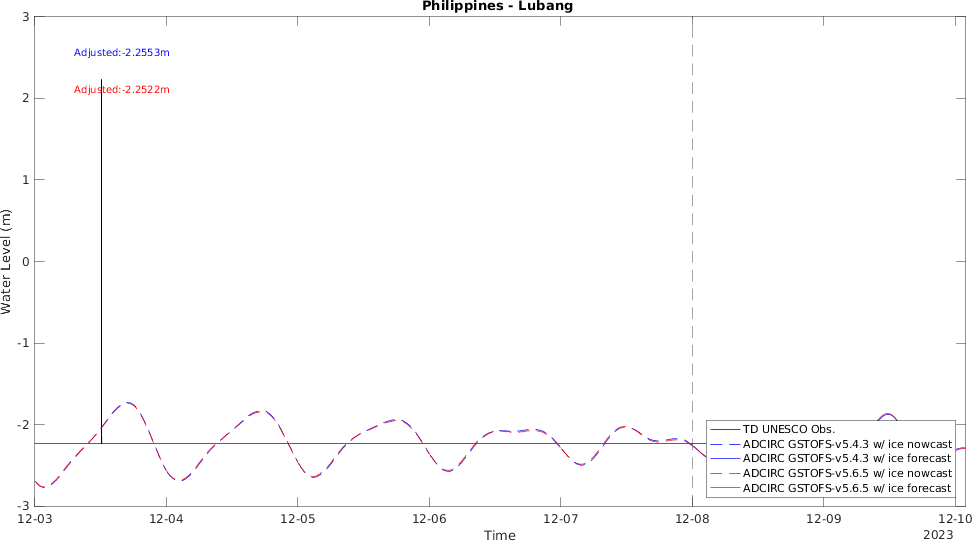 Philippines - Lubang
Adjusted:-2.2553m
Adjusted:-2.2522m
3
2
1
0
-1
-2
-3
Water Level (m)
12-03
12-04
12-05
12-06
12-07
12-08
12-09
12-10
Time
2023
TD UNESCO Obs.
ADCIRC GSTOFS-v5.4.3 w/ ice nowcast
ADCIRC GSTOFS-v5.4.3 w/ ice forecast
ADCIRC GSTOFS-v5.6.5 w/ ice nowcast
ADCIRC GSTOFS-v5.6.5 w/ ice forecast